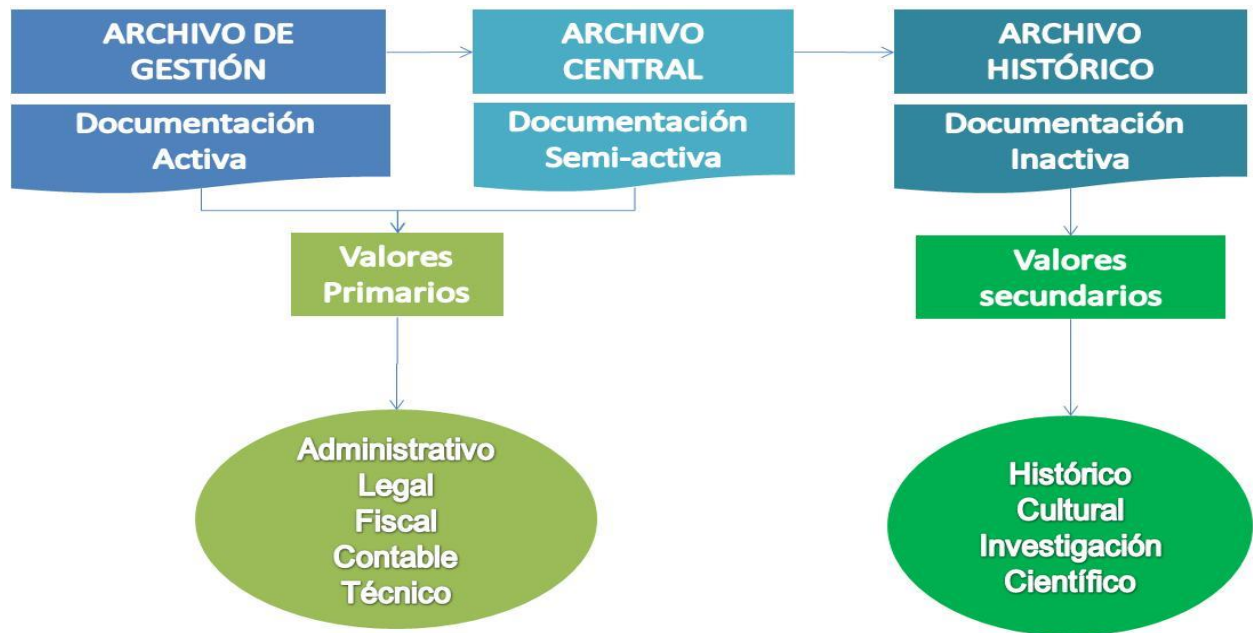 ARCHIVO DE
GESTIÓN
ARCHIVO
CENTRAL
ARCHIVO
HISTÓRICO
Documentación
Activa
Documentación
Semi-activa
Documentación
Inactiva
Valores
Primarios
Valores
secundarios
Administrativo
Legal
Fiscal
Contable
Técnico
Histórico
Cultural
Investigación
Científico